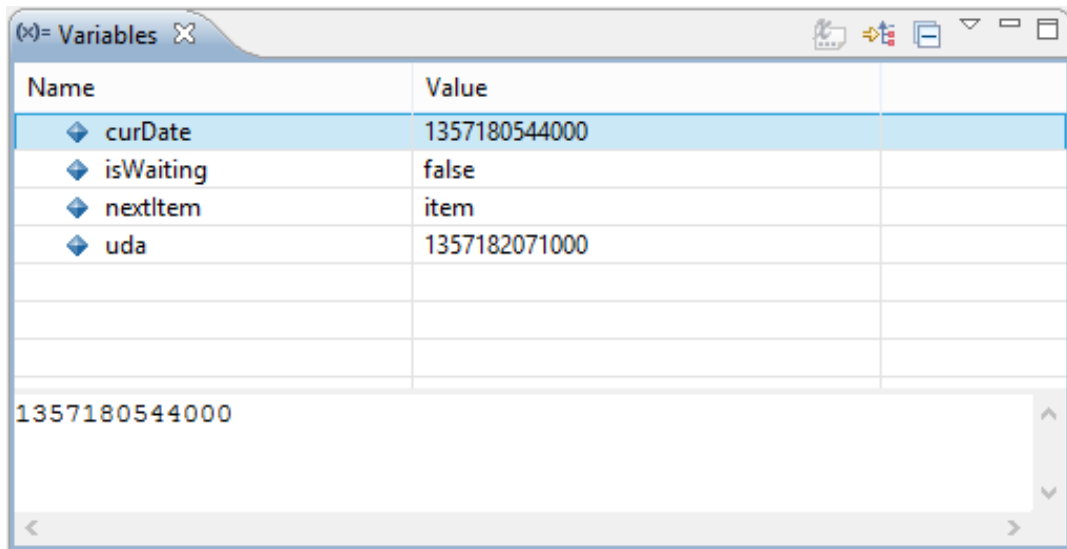 (x)= Variables
Name Value
curDate 1357180544000
isWaiting false
nextItem item
uda 1357182071000
1357180544000